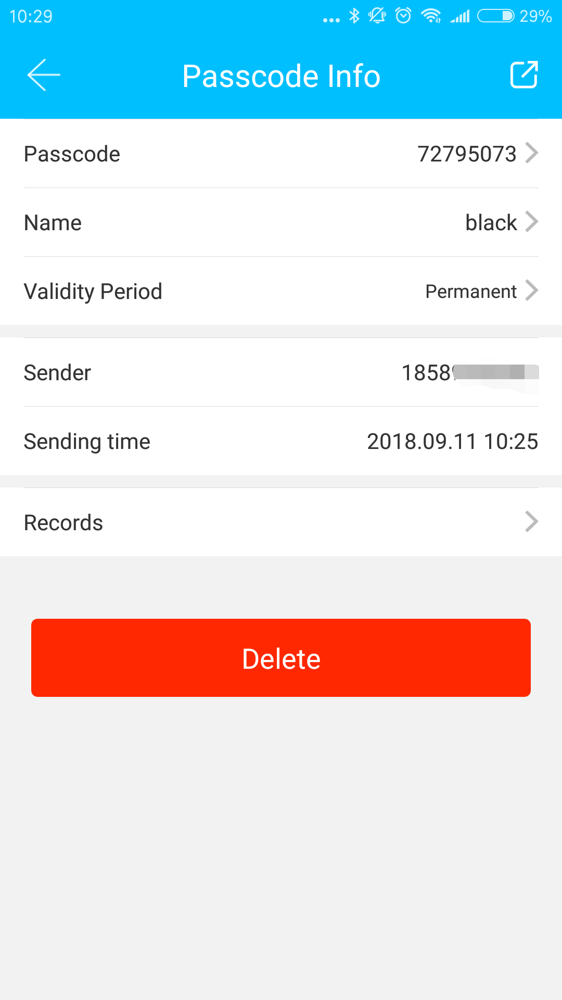 10:29
29%
Passcode Info
Passcode 72795073
Name black
Validity Period Permanent
Sender 1858
Sending time 2018.09.11 10:25
Records
Delete